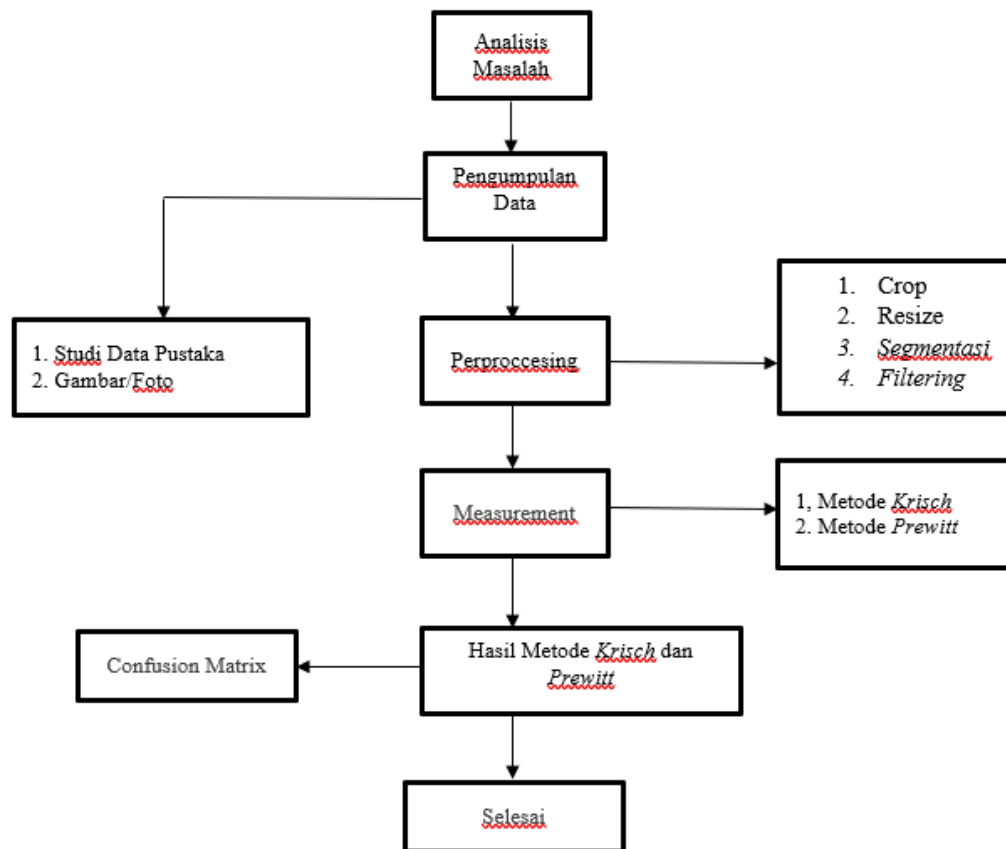 Analisis
Masalah
Pengumpulan
Data
1. Studi Data Pustaka
2. Gambar/Foto
Perproccesing
1. Crop
2. Resize
3. Segmentasi
4. Filtering
Measurement
1, Metode Krisch
2. Metode Prewitt
Hasil Metode Krisch dan
Prewitt
Confusion Matrix
Selesai